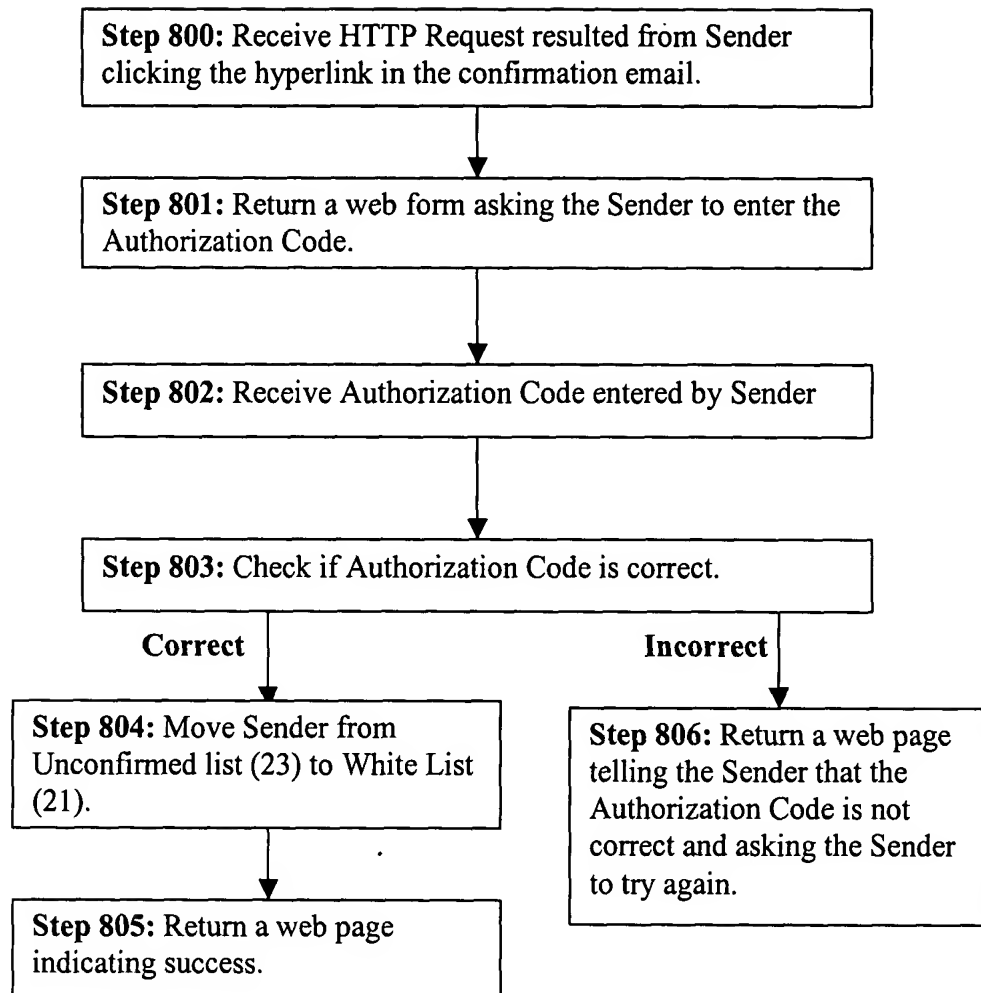 Step 800: Receive HTTP Request resulted from Sender
clicking the hyperlink in the confirmation email.
Step 801: Return a web form asking the Sender to enter the
Authorization Code.
Step 802: Receive Authorization Code entered by Sender
Step 803: Check if Authorization Code is correct.
Correct
Incorrect
Step 804: Move Sender from
Unconfirmed list (23) to White List
(21).
Step 806: Return a web page
telling the Sender that the
Authorization Code is not
correct and asking the Sender
to try again.
Step 805: Return a web page
indicating success.